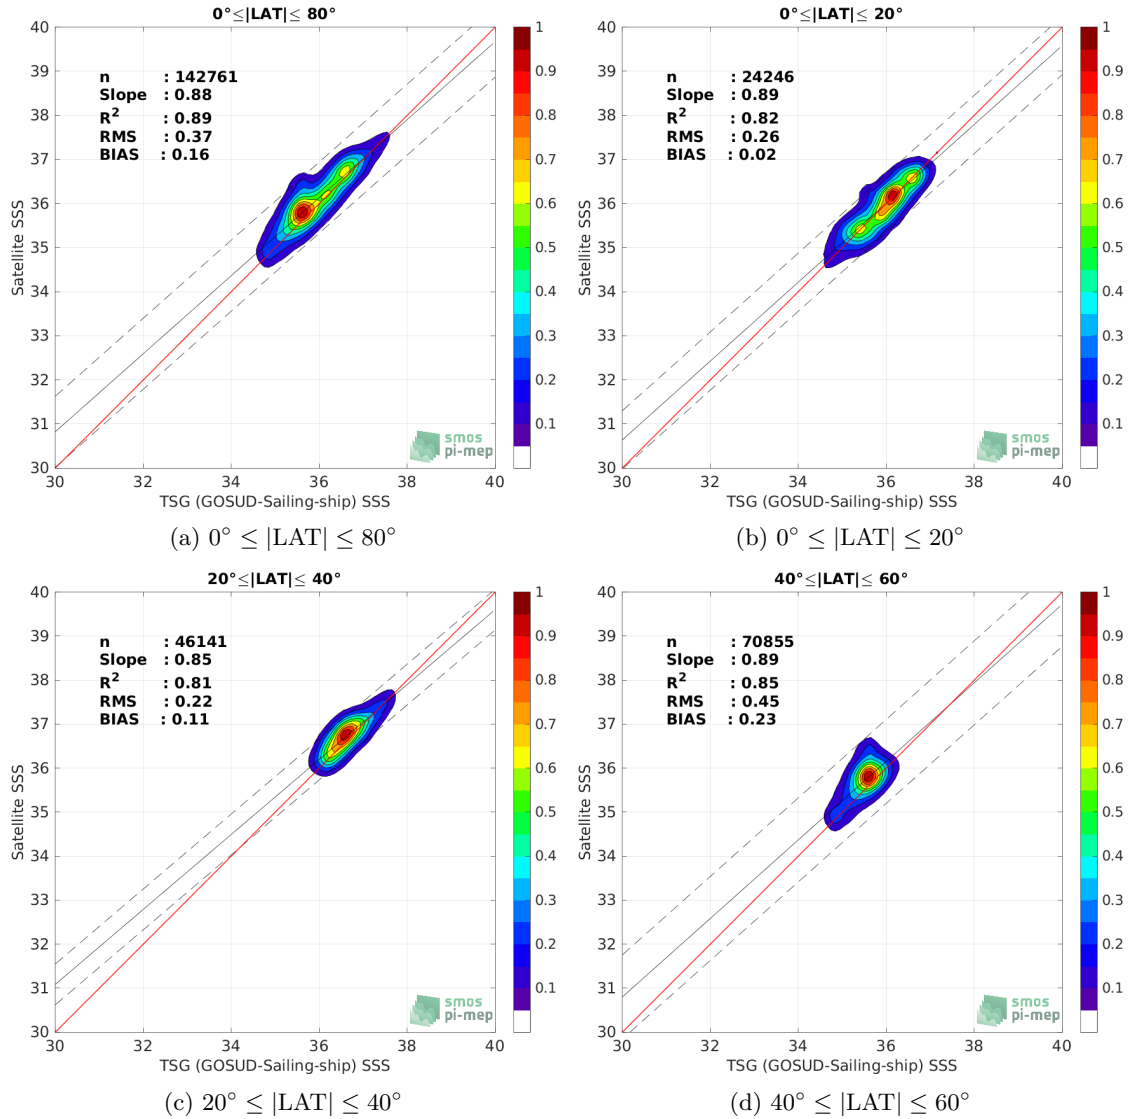 0°≤|LAT|≤ 80°
40
39
38
37
36
35
34
33
32
31
30
Satellite SSS
n : 142761
Slope : 0.88
R² : 0.89
RMS : 0.37
BIAS : 0.16
smos
pi-mep
30 32 34 36 38 40
TSG (GOSUD-Sailing-ship) SSS
1
0.9
0.8
0.7
0.6
0.5
0.4
0.3
0.2
0.1
(a) 0° ≤ |LAT| ≤ 80°
0°≤|LAT|≤ 20°
40
39
38
37
36
35
34
33
32
31
30
Satellite SSS
n : 24246
Slope : 0.89
R² : 0.82
RMS : 0.26
BIAS : 0.02
smos
pi-mep
30 32 34 36 38 40
TSG (GOSUD-Sailing-ship) SSS
1
0.9
0.8
0.7
0.6
0.5
0.4
0.3
0.2
0.1
(b) 0° ≤ |LAT| ≤ 20°
20°≤|LAT|≤ 40°
40
39
38
37
36
35
34
33
32
31
30
Satellite SSS
n : 46141
Slope : 0.85
R² : 0.81
RMS : 0.22
BIAS : 0.11
smos
pi-mep
30 32 34 36 38 40
TSG (GOSUD-Sailing-ship) SSS
1
0.9
0.8
0.7
0.6
0.5
0.4
0.3
0.2
0.1
(c) 20° ≤ |LAT| ≤ 40°
40°≤|LAT|≤ 60°
40
39
38
37
36
35
34
33
32
31
30
Satellite SSS
n : 70855
Slope : 0.89
R² : 0.85
RMS : 0.45
BIAS : 0.23
smos
pi-mep
30 32 34 36 38 40
TSG (GOSUD-Sailing-ship) SSS
1
0.9
0.8
0.7
0.6
0.5
0.4
0.3
0.2
0.1
(d) 40° ≤ |LAT| ≤ 60°